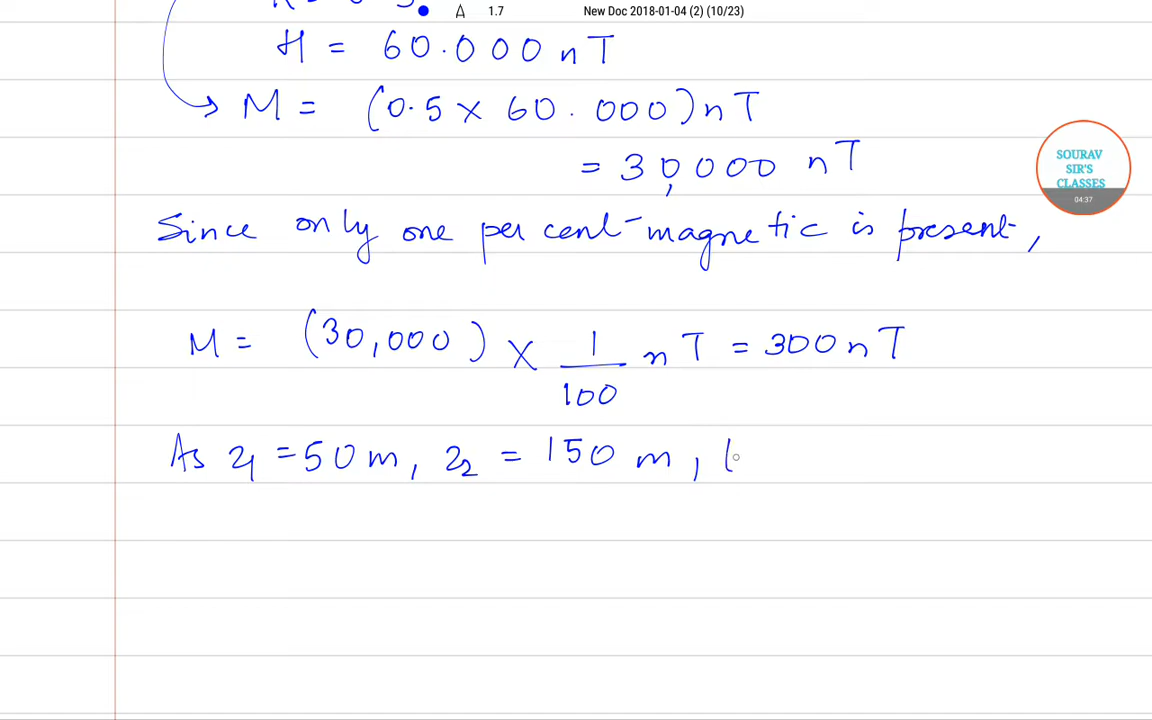 A 1.7 New Doc 2018-01-04 (2) (10/23)
H = 60.000 nT
M = (0.5 × 60.000) nT
= 30,000 nT
SOURAV
SIR'S
CLASSES
04:37
Since only one per cent magnetic is present,
M = (30,000) × 1/100 nT = 300 nT
As z1 = 50 m, z2 = 150 m, (